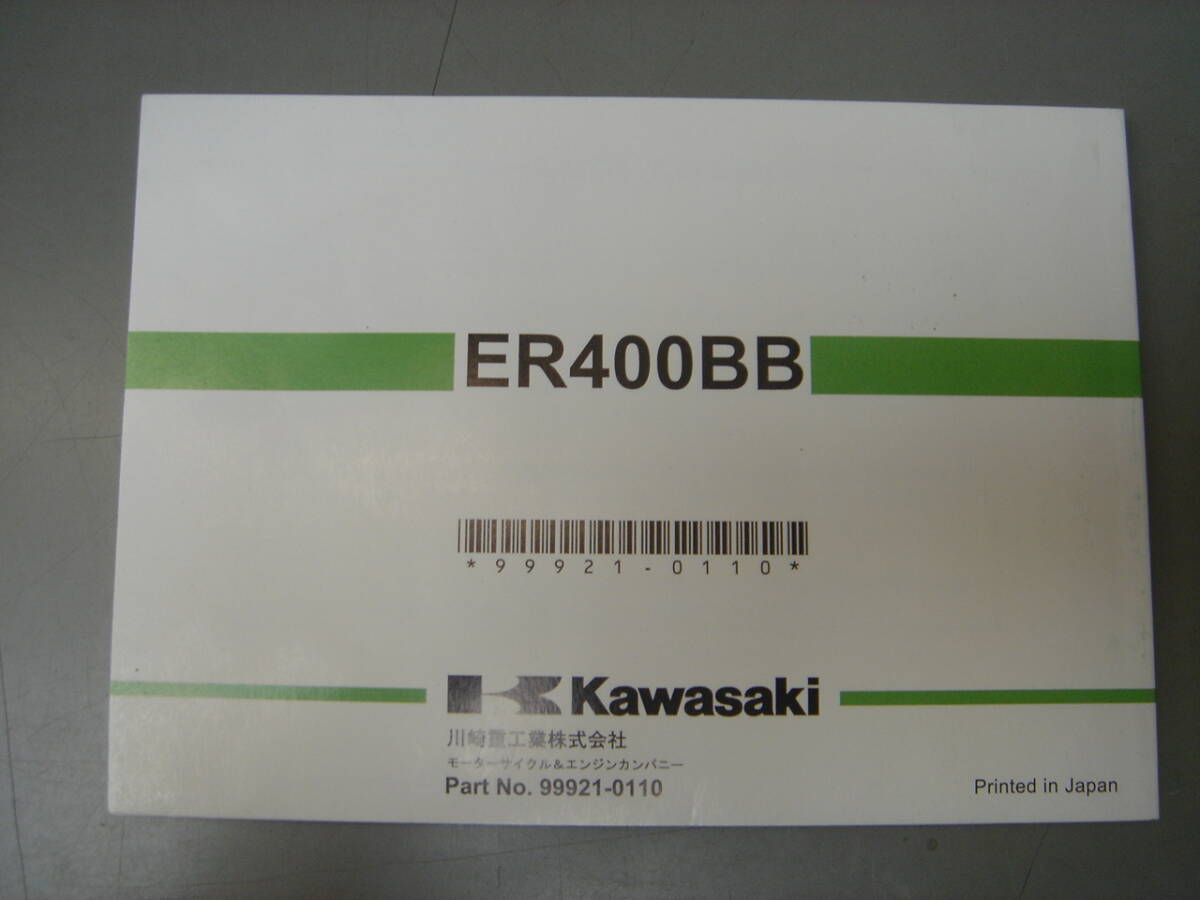 ER400BB
*99921-0110*
Kawasaki
川崎重工業株式会社
モーターサイクル&エンジンカンパニー
Part No. 99921-0110
Printed in Japan